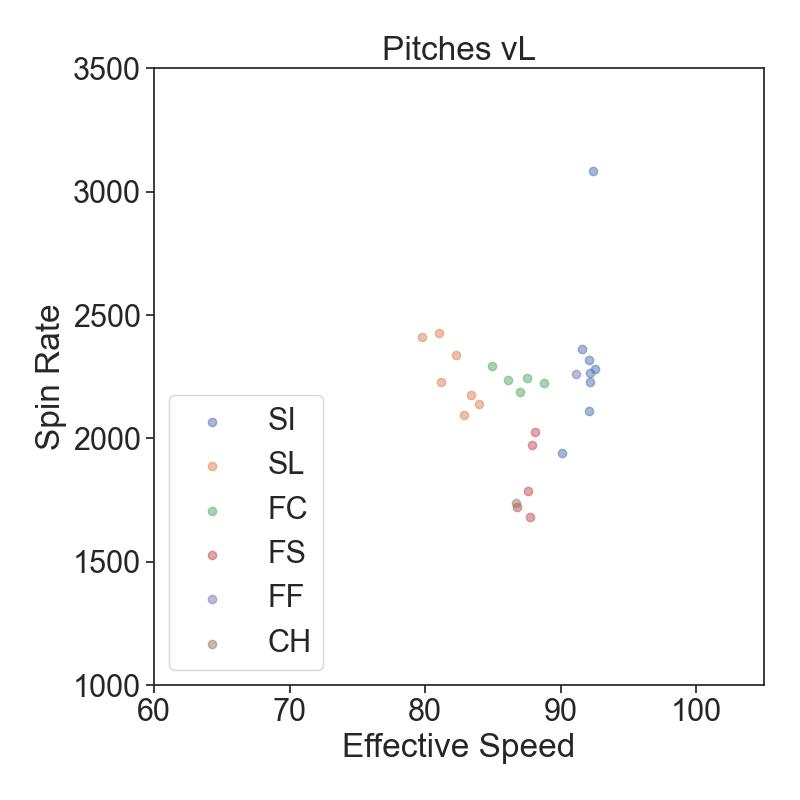 Pitches vL
3500
3000
2500
2000
1500
1000
Spin Rate
SI
SL
FC
FS
FF
CH
60 70 80 90 100
Effective Speed